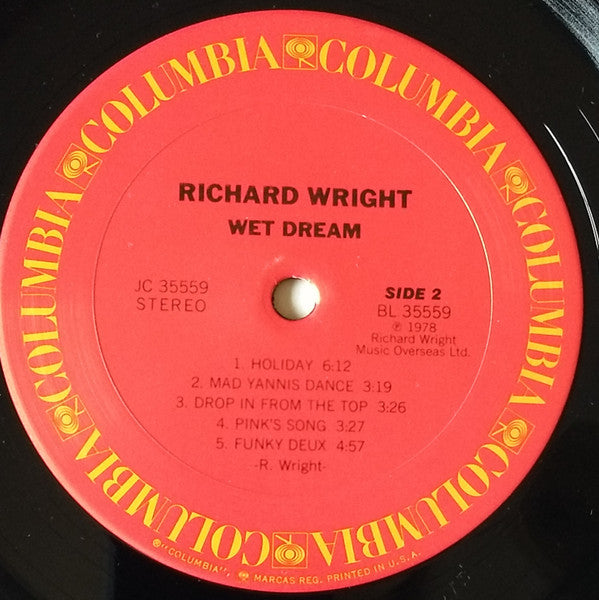 COLUMBIA COLUMBIA COLUMBIA COLUMBIA COLUMBIA COLUMBIA COLUMBIA COLUMBIA
RICHARD WRIGHT
WET DREAM
JC 35559
STEREO
SIDE 2
BL 35559
℗ 1978
Richard Wright
Music Overseas Ltd.
1. HOLIDAY 6:12
2. MAD YANNIS DANCE 3:19
3. DROP IN FROM THE TOP 3:26
4. PINK'S SONG 3:27
5. FUNKY DEUX 4:57
-R. Wright-
®"COLUMBIA", MARCAS REG. PRINTED IN U.S.A.